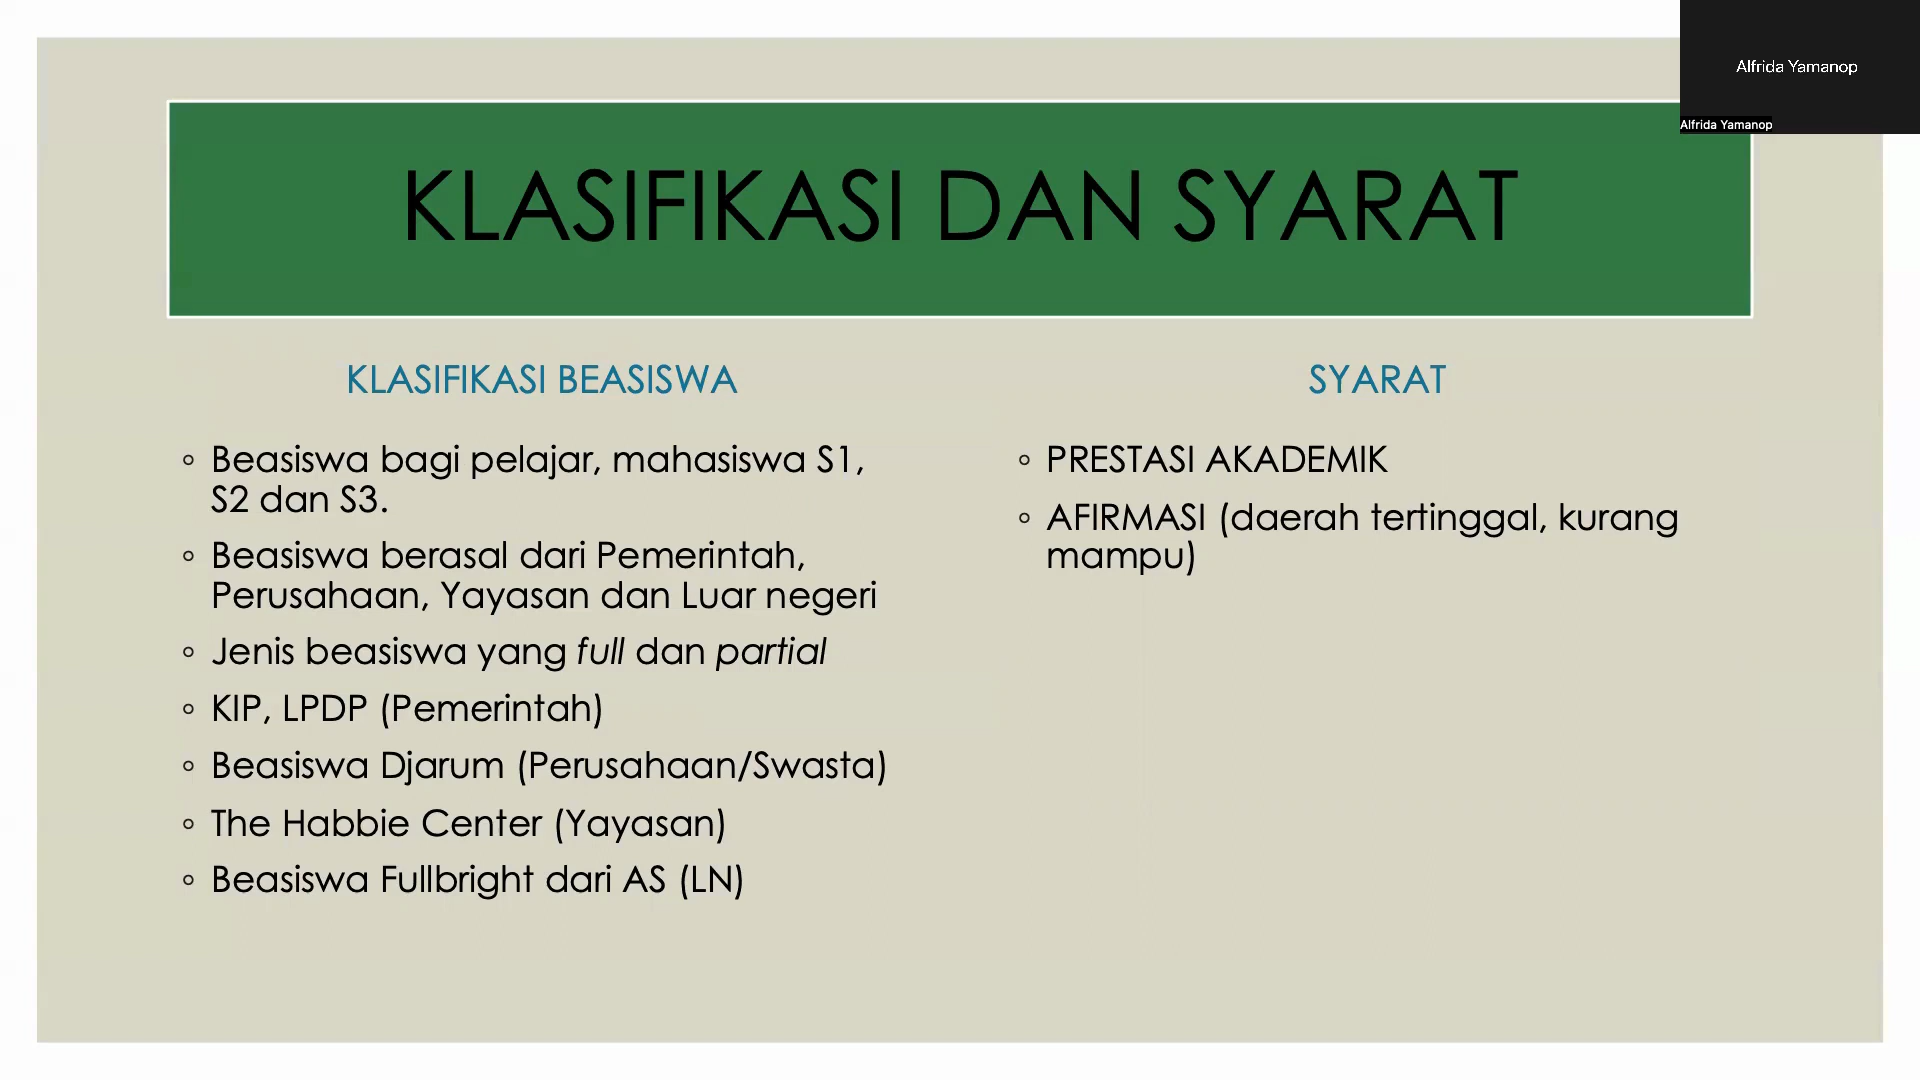 Alfrida Yamanop
Alfrida Yamanop
KLASIFIKASI DAN SYARAT
KLASIFIKASI BEASISWA
◦ Beasiswa bagi pelajar, mahasiswa S1,
S2 dan S3.
◦ Beasiswa berasal dari Pemerintah,
Perusahaan, Yayasan dan Luar negeri
◦ Jenis beasiswa yang full dan partial
◦ KIP, LPDP (Pemerintah)
◦ Beasiswa Djarum (Perusahaan/Swasta)
◦ The Habbie Center (Yayasan)
◦ Beasiswa Fullbright dari AS (LN)
SYARAT
◦ PRESTASI AKADEMIK
◦ AFIRMASI (daerah tertinggal, kurang
mampu)